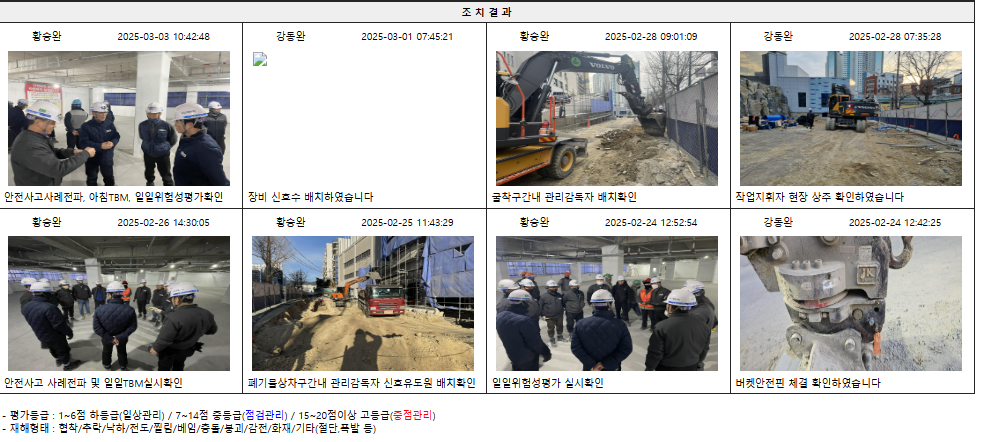 조 치 결 과
황승완 2025-03-03 10:42:48
강동완 2025-03-01 07:45:21
황승완 2025-02-28 09:01:09
강동완 2025-02-28 07:35:28
안전사고사례전파, 아침TBM, 일일위험성평가확인
장비 신호수 배치하였습니다
VOLVO
굴착구간내 관리감독자 배치확인
작업지휘자 현장 상주 확인하였습니다
황승완 2025-02-26 14:30:05
황승완 2025-02-25 11:43:29
황승완 2025-02-24 12:52:54
강동완 2025-02-24 12:42:25
안전사고 사례전파 및 일일TBM실시확인
폐기물상차구간내 관리감독자 신호유도원 배치확인
일일위험성평가 실시확인
JK
버켓안전핀 체결 확인하였습니다
- 평가등급 : 1~6점 하등급(일상관리) / 7~14점 중등급(점검관리) / 15~20점이상 고등급(중점관리)
- 재해형태 : 협착/추락/낙하/전도/찔림/베임/충돌/붕괴/감전/화재/기타(절단,폭발 등)